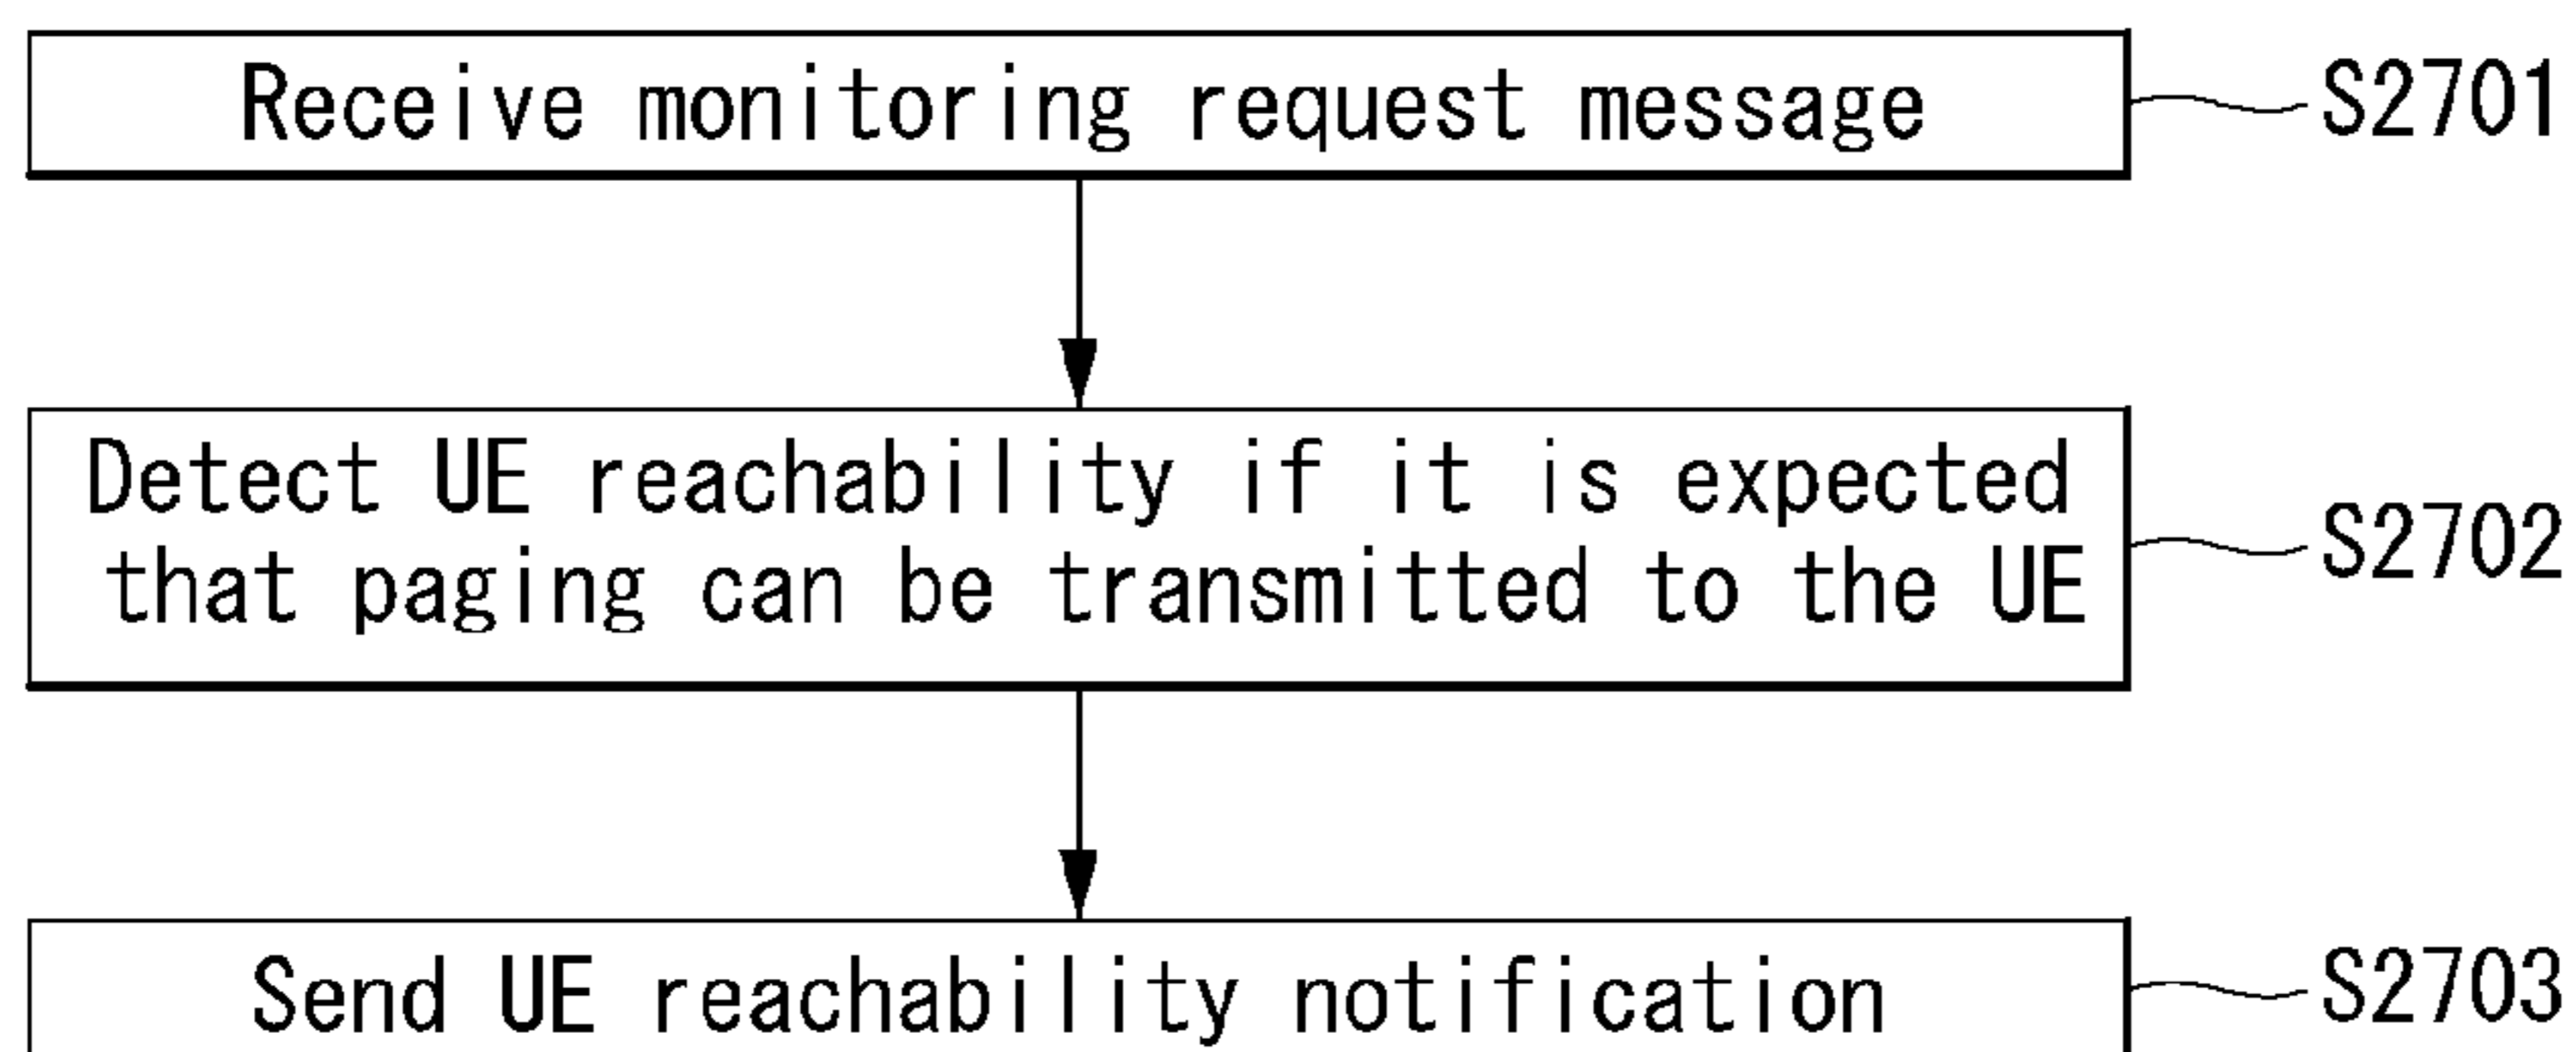 Receive monitoring request message
S2701
Detect UE reachability if it is expected
that paging can be transmitted to the UE
S2702
Send UE reachability notification
S2703